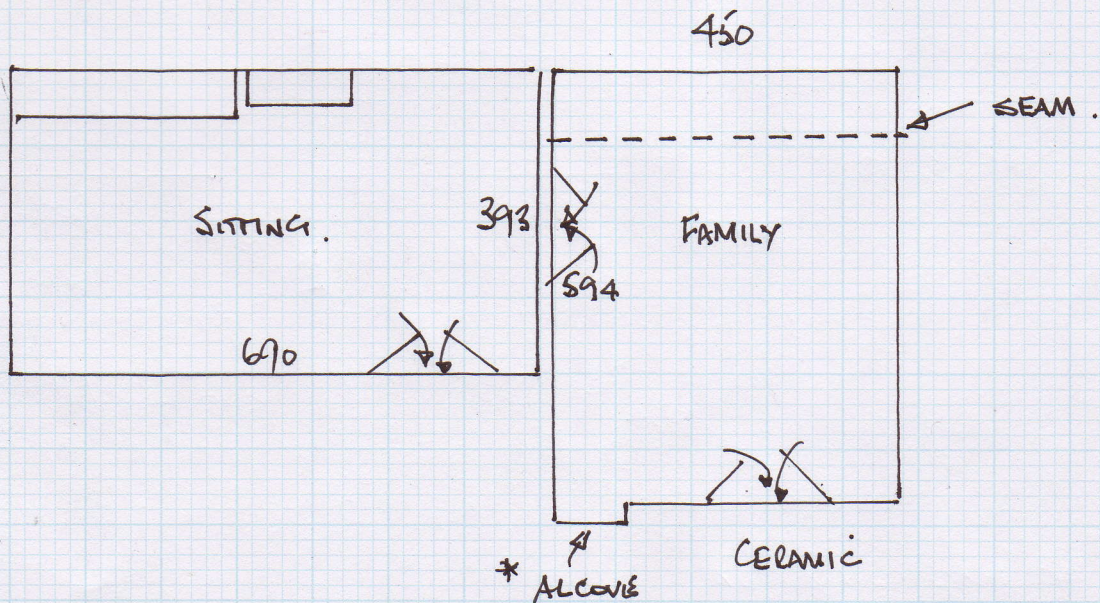 450
SEAM.
SITTING.
393
FAMILY
594
690
CERAMIC
* ALCOVE